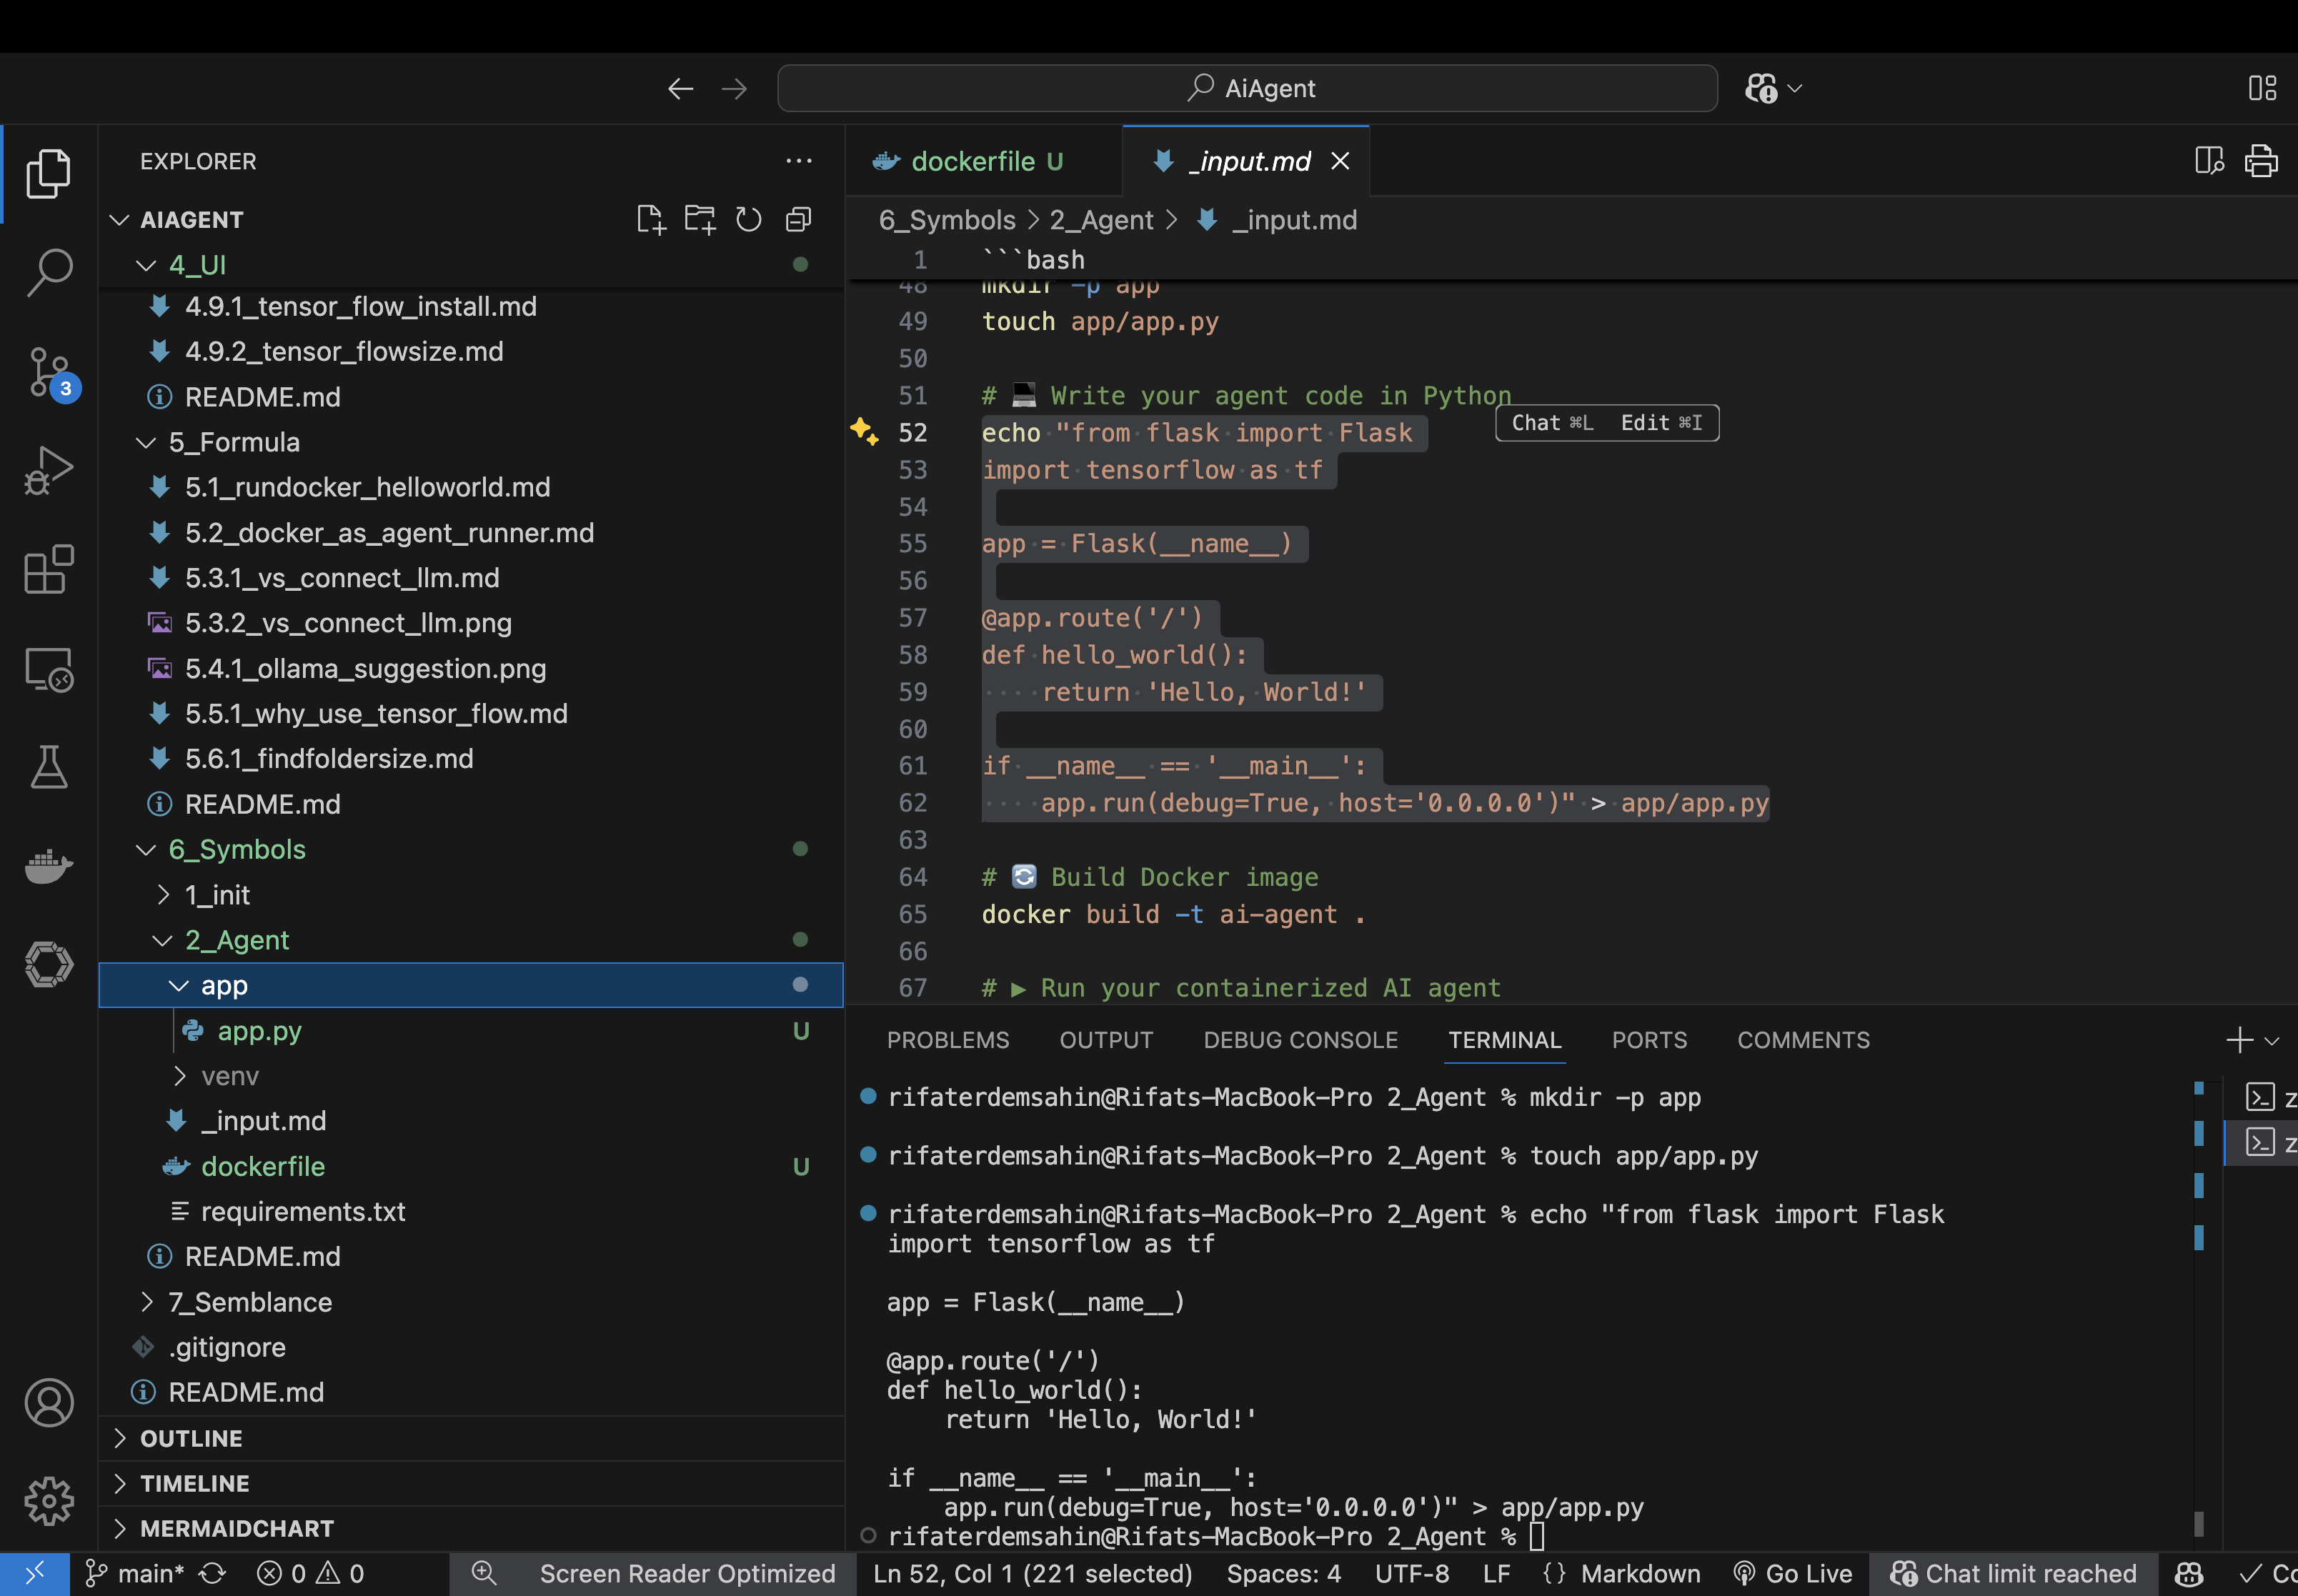 AiAgent
EXPLORER
AIAGENT
4_UI
4.9.1_tensor_flow_install.md
4.9.2_tensor_flowsize.md
README.md
5_Formula
5.1_rundocker_helloworld.md
5.2_docker_as_agent_runner.md
5.3.1_vs_connect_llm.md
5.3.2_vs_connect_llm.png
5.4.1_ollama_suggestion.png
5.5.1_why_use_tensor_flow.md
5.6.1_findfoldersize.md
README.md
6_Symbols
1_init
2_Agent
app
app.py U
venv
_input.md
dockerfile U
requirements.txt
README.md
7_Semblance
.gitignore
README.md
OUTLINE
TIMELINE
MERMAIDCHART
3
dockerfile U
_input.md
6_Symbols > 2_Agent > _input.md
1 ```bash
48 mkdir -p app
49 touch app/app.py
50
51 # 💻 Write your agent code in Python
Chat ⌘L Edit ⌘I
52 echo "from flask import Flask
53 import tensorflow as tf
54
55 app = Flask(__name__)
56
57 @app.route('/')
58 def hello_world():
59     return 'Hello, World!'
60
61 if __name__ == '__main__':
62     app.run(debug=True, host='0.0.0.0')" > app/app.py
63
64 # 🔄 Build Docker image
65 docker build -t ai-agent .
66
67 # ▶ Run your containerized AI agent
PROBLEMS OUTPUT DEBUG CONSOLE TERMINAL PORTS COMMENTS
rifaterdemsahin@Rifats-MacBook-Pro 2_Agent % mkdir -p app
rifaterdemsahin@Rifats-MacBook-Pro 2_Agent % touch app/app.py
rifaterdemsahin@Rifats-MacBook-Pro 2_Agent % echo "from flask import Flask
import tensorflow as tf
app = Flask(__name__)
@app.route('/')
def hello_world():
    return 'Hello, World!'
if __name__ == '__main__':
    app.run(debug=True, host='0.0.0.0')" > app/app.py
rifaterdemsahin@Rifats-MacBook-Pro 2_Agent %
z
z
main* 0 0 Screen Reader Optimized Ln 52, Col 1 (221 selected) Spaces: 4 UTF-8 LF {} Markdown Go Live Chat limit reached